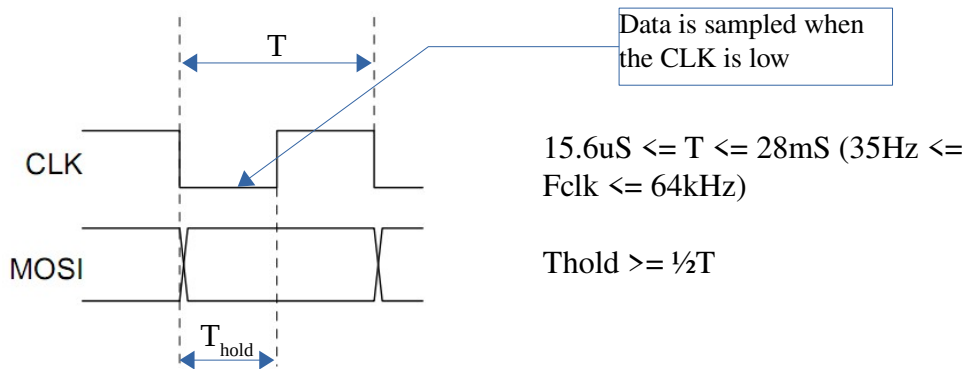 Data is sampled when
the CLK is low
T
CLK
15.6uS <= T <= 28mS (35Hz <=
Fclk <= 64kHz)
MOSI
Thold >= ½T
Thold